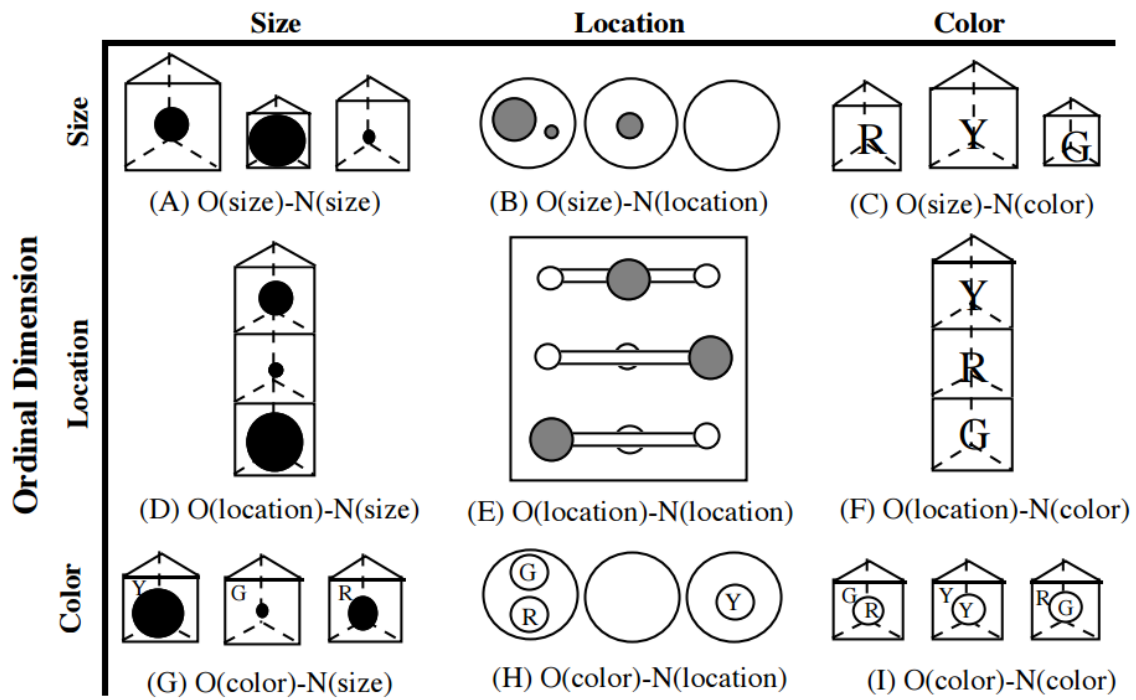 Size Location Color
Size
R Y G
(A) O(size)-N(size) (B) O(size)-N(location) (C) O(size)-N(color)
Ordinal Dimension
Location
Y
R
G
(D) O(location)-N(size) (E) O(location)-N(location) (F) O(location)-N(color)
Color
Y G R G Y G Y R
R R Y G
(G) O(color)-N(size) (H) O(color)-N(location) (I) O(color)-N(color)